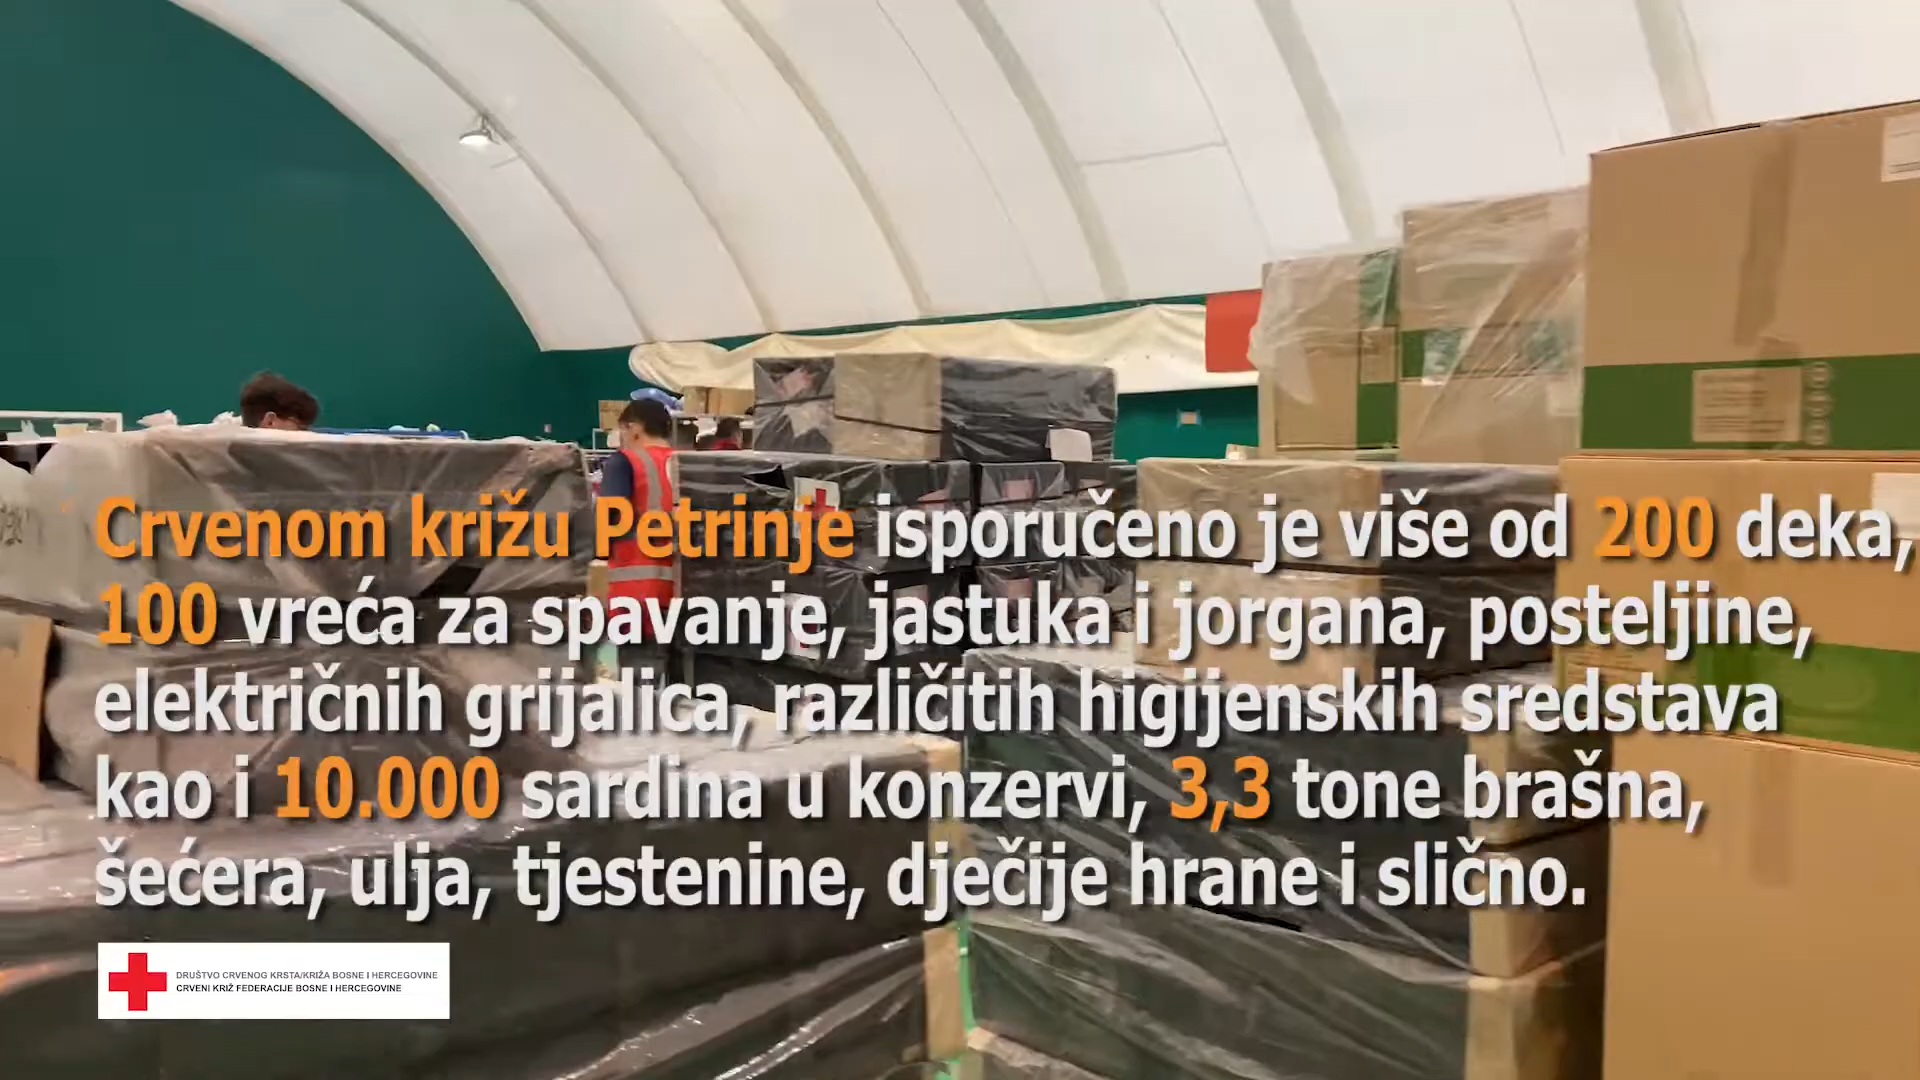 Crvenom križu Petrinje isporučeno je više od 200 deka,
100 vreća za spavanje, jastuka i jorgana, posteljine,
električnih grijalica, različitih higijenskih sredstava
kao i 10.000 sardina u konzervi, 3,3 tone brašna,
šećera, ulja, tjestenine, dječije hrane i slično.
DRUŠTVO CRVENOG KRSTA/KRIŽA BOSNE I HERCEGOVINE
CRVENI KRIŽ FEDERACIJE BOSNE I HERCEGOVINE